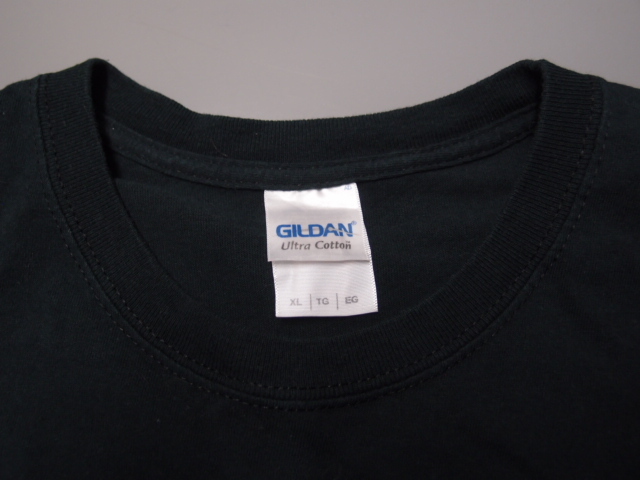 GILDAN®
Ultra Cotton
XL | TG | EG